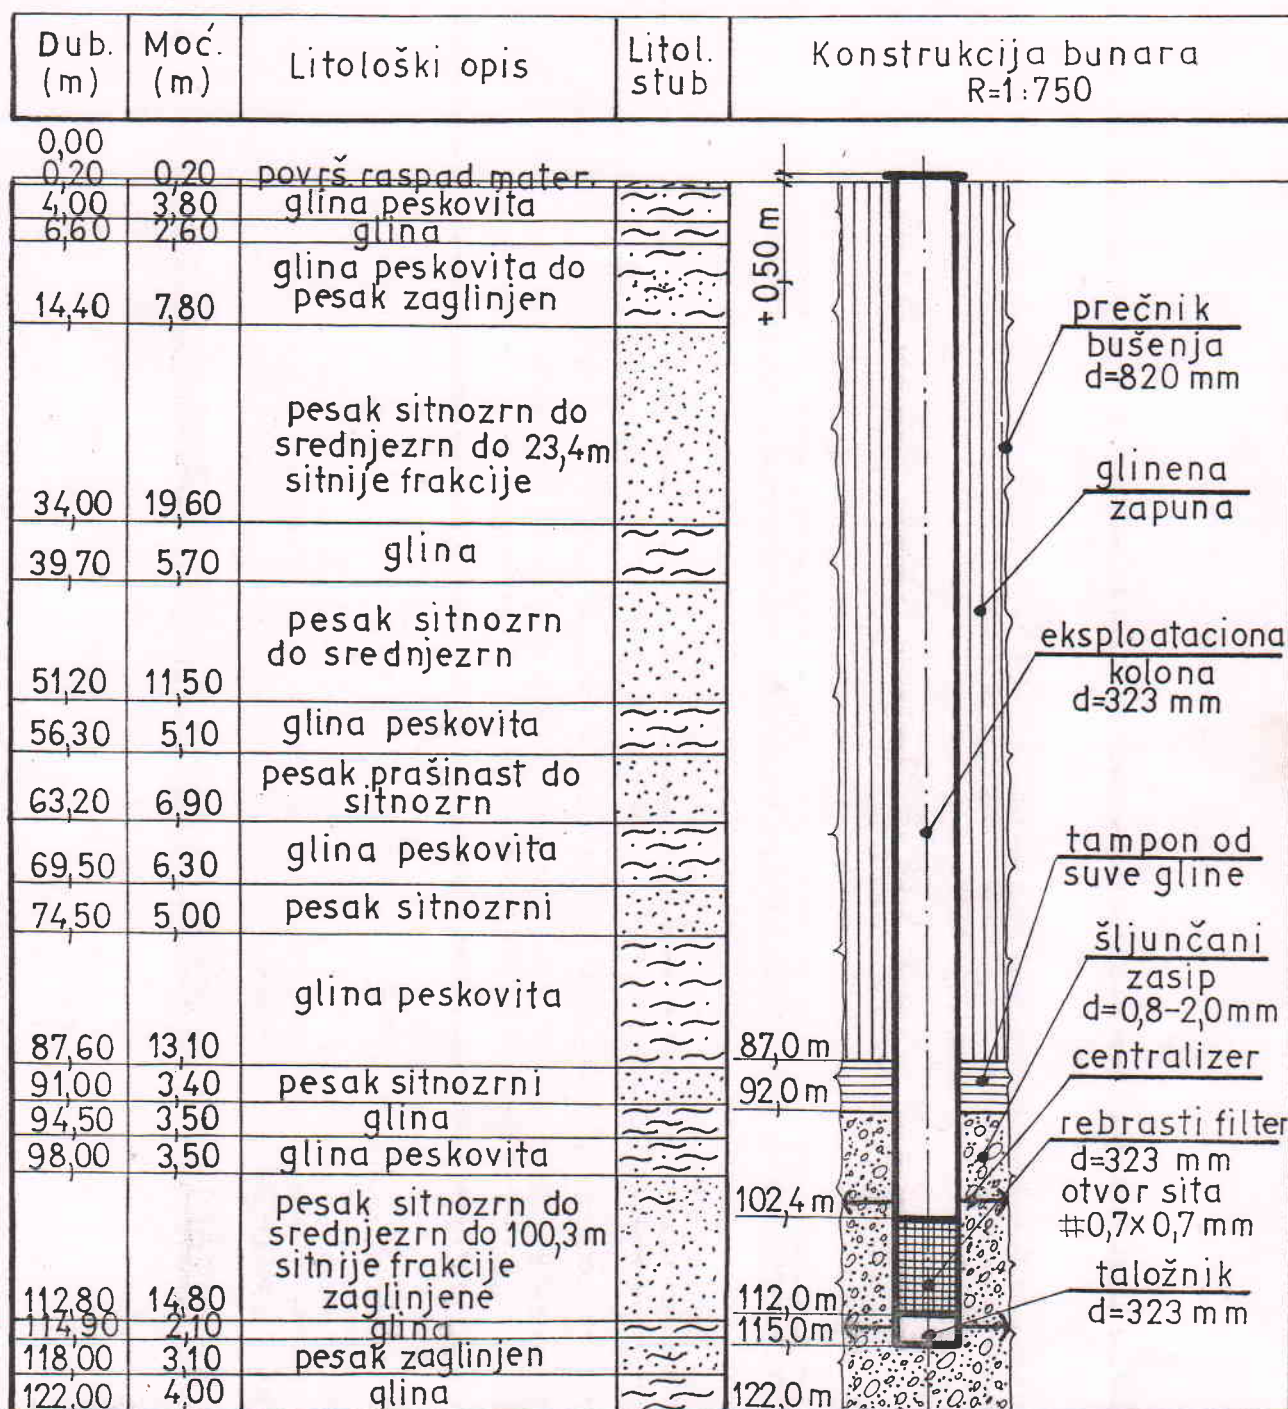 Dub. (m)
Moć. (m)
Litološki opis
Litol. stub
Konstrukcija bunara
R=1:750
0,00
0,20 0,20 površ. raspad. mater.
4,00 3,80 glina peskovita
6,60 2,60 glina
glina peskovita do
14,40 7,80 pesak zaglinjen
pesak sitnozrn do
srednjezrn do 23,4m
sitnije frakcije
34,00 19,60
glina
39,70 5,70
pesak sitnozrn
do srednjezrn
51,20 11,50
56,30 5,10 glina peskovita
pesak prašinast do
63,20 6,90 sitnozrn
69,50 6,30 glina peskovita
74,50 5,00 pesak sitnozrni
glina peskovita
87,60 13,10
91,00 3,40 pesak sitnozrni
94,50 3,50 glina
98,00 3,50 glina peskovita
pesak sitnozrn do
srednjezrn do 100,3m
sitnije frakcije
112,80 14,80 zaglinjene
114,90 2,10 glina
118,00 3,10 pesak zaglinjen
122,00 4,00 glina
+0,50 m
87,0 m
92,0 m
102,4 m
112,0 m
115,0 m
122,0 m
prečnik
bušenja
d=820 mm
glinena
zapuna
eksploataciona
kolona
d=323 mm
tampon od
suve gline
šljunčani
zasip
d=0,8-2,0mm
centralizer
rebrasti filter
d=323 mm
otvor sita
#0,7x0,7 mm
taložnik
d=323 mm